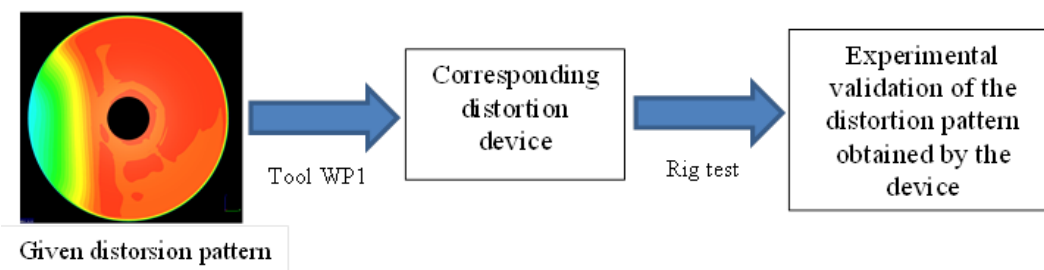 Given distorsion pattern
Tool WP1
Corresponding
distortion
device
Rig test
Experimental
validation of the
distortion pattern
obtained by the
device